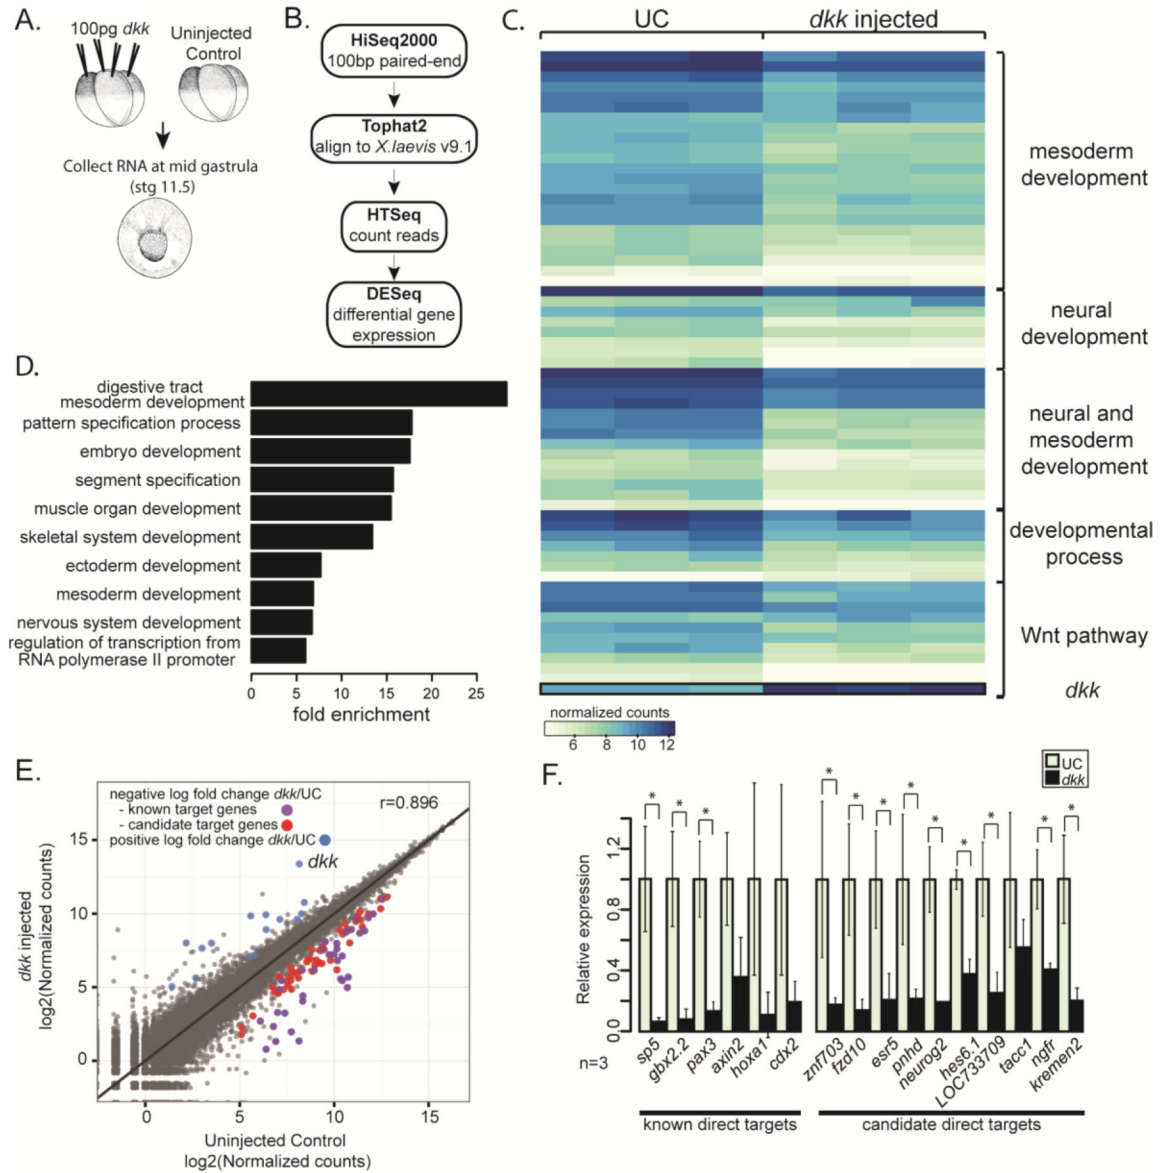 A.
100pg dkk
Uninjected
Control
Collect RNA at mid gastrula
(stg 11.5)
B.
HiSeq2000
100bp paired-end
Tophat2
align to X.laevis v9.1
HTSeq
count reads
DESeq
differential gene
expression
C.
UC
dkk injected
mesoderm
development
neural
development
neural and
mesoderm
development
developmental
process
Wnt pathway
dkk
normalized counts
6 8 10 12
D.
digestive tract
mesoderm development
pattern specification process
embryo development
segment specification
muscle organ development
skeletal system development
ectoderm development
mesoderm development
nervous system development
regulation of transcription from
RNA polymerase II promoter
0 5 10 15 20 25
fold enrichment
E.
negative log fold change dkk/UC
- known target genes
- candidate target genes
positive log fold change dkk/UC
r=0.896
dkk
15
10
5
0
dkk injected
log2(Normalized counts)
0 5 10 15
Uninjected Control
log2(Normalized counts)
F.
UC
dkk
* * * * * * * * * * *
Relative expression
1.2
0.8
0.4
0.0
n=3
sp5
gbx2.2
pax3
axin2
hoxa1
cdx2
znf703
fzd10
esr5
pnhd
neurog2
hes6.1
LOC733709
tacc1
ngfr
kremen2
known direct targets
candidate direct targets